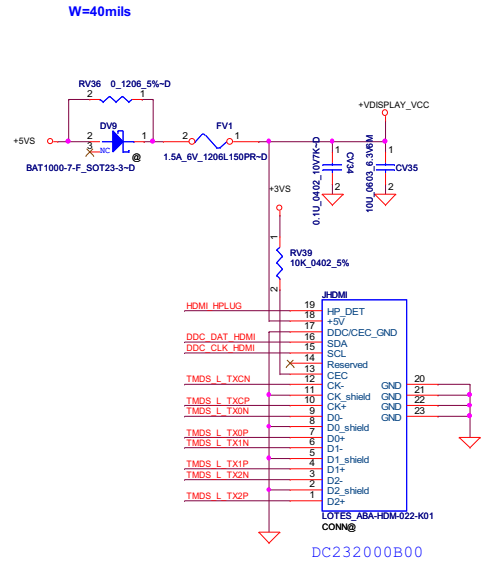 W=40mils
RV36 0_1206_5%~D
2 1
+VDISPLAY_VCC
DV9
FV1
+5VS
2 1
3
NC
2 1
@
BAT1000-7-F_SOT23-3~D
1.5A_6V_1206L150PR~D
1
2
CV34
0.1U_0402_10V7K~D
1
2
CV35
10U_0603_6.3V6M
+3VS
1
2
RV39
10K_0402_5%
JHDMI
HDMI_HPLUG 19 HP_DET
18 +5V
17 DDC/CEC_GND
DDC_DAT_HDMI 16 SDA
DDC_CLK_HDMI 15 SCL
14 Reserved
13 CEC
TMDS_L_TXCN 12 CK- GND 20
11 CK_shield GND 21
TMDS_L_TXCP 10 CK+ GND 22
TMDS_L_TX0N 9 D0- GND 23
8 D0_shield
TMDS_L_TX0P 7 D0+
TMDS_L_TX1N 6 D1-
5 D1_shield
TMDS_L_TX1P 4 D1+
TMDS_L_TX2N 3 D2-
2 D2_shield
TMDS_L_TX2P 1 D2+
LOTES_ABA-HDM-022-K01
CONN@
DC232000B00